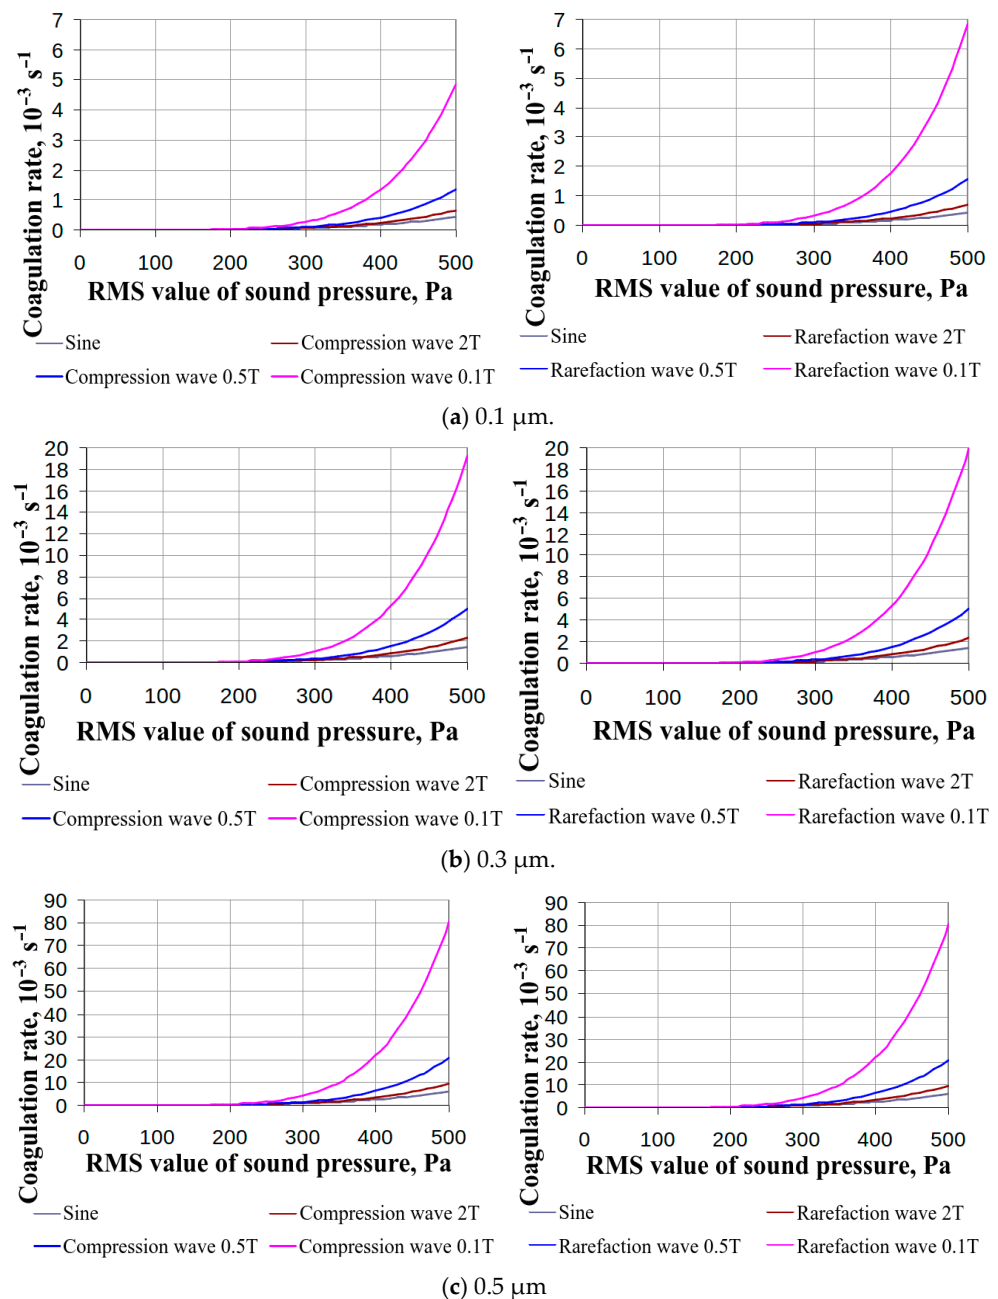 7
6
5
4
3
2
1
0
Coagulation rate, 10⁻³ s⁻¹
0 100 200 300 400 500
RMS value of sound pressure, Pa
Sine Compression wave 2T
Compression wave 0.5T Compression wave 0.1T
7
6
5
4
3
2
1
0
Coagulation rate, 10⁻³ s⁻¹
0 100 200 300 400 500
RMS value of sound pressure, Pa
Sine Rarefaction wave 2T
Rarefaction wave 0.5T Rarefaction wave 0.1T
(a) 0.1 μm.
20
18
16
14
12
10
8
6
4
2
0
Coagulation rate, 10⁻³ s⁻¹
0 100 200 300 400 500
RMS value of sound pressure, Pa
Sine Compression wave 2T
Compression wave 0.5T Compression wave 0.1T
20
18
16
14
12
10
8
6
4
2
0
Coagulation rate, 10⁻³ s⁻¹
0 100 200 300 400 500
RMS value of sound pressure, Pa
Sine Rarefaction wave 2T
Rarefaction wave 0.5T Rarefaction wave 0.1T
(b) 0.3 μm.
90
80
70
60
50
40
30
20
10
0
Coagulation rate, 10⁻³ s⁻¹
0 100 200 300 400 500
RMS value of sound pressure, Pa
Sine Compression wave 2T
Compression wave 0.5T Compression wave 0.1T
90
80
70
60
50
40
30
20
10
0
Coagulation rate, 10⁻³ s⁻¹
0 100 200 300 400 500
RMS value of sound pressure, Pa
Sine Rarefaction wave 2T
Rarefaction wave 0.5T Rarefaction wave 0.1T
(c) 0.5 μm